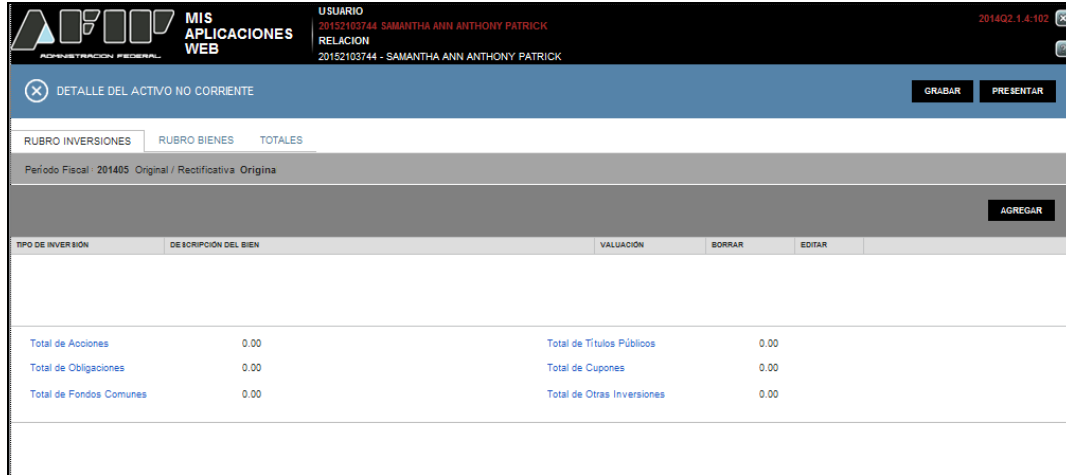 AFIP
ADMINISTRACION FEDERAL
MIS
APLICACIONES
WEB
USUARIO
20152103744 SAMANTHA ANN ANTHONY PATRICK
RELACION
20152103744 - SAMANTHA ANN ANTHONY PATRICK
2014Q2.1.4:102
DETALLE DEL ACTIVO NO CORRIENTE
GRABAR PRESENTAR
RUBRO INVERSIONES RUBRO BIENES TOTALES
Período Fiscal: 201405 Original / Rectificativa Origina
AGREGAR
TIPO DE INVERSIÓN DESCRIPCIÓN DEL BIEN VALUACIÓN BORRAR EDITAR
Total de Acciones 0.00 Total de Títulos Públicos 0.00
Total de Obligaciones 0.00 Total de Cupones 0.00
Total de Fondos Comunes 0.00 Total de Otras Inversiones 0.00